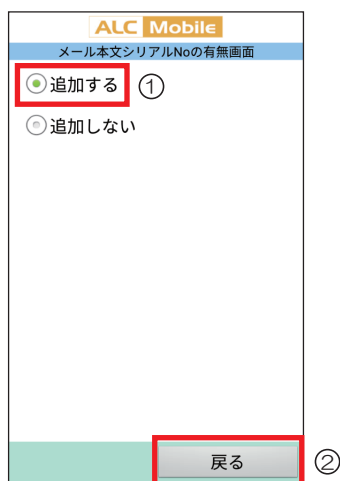 ALC Mobile
メール本文シリアルNoの有無画面
追加する ①
追加しない
戻る ②